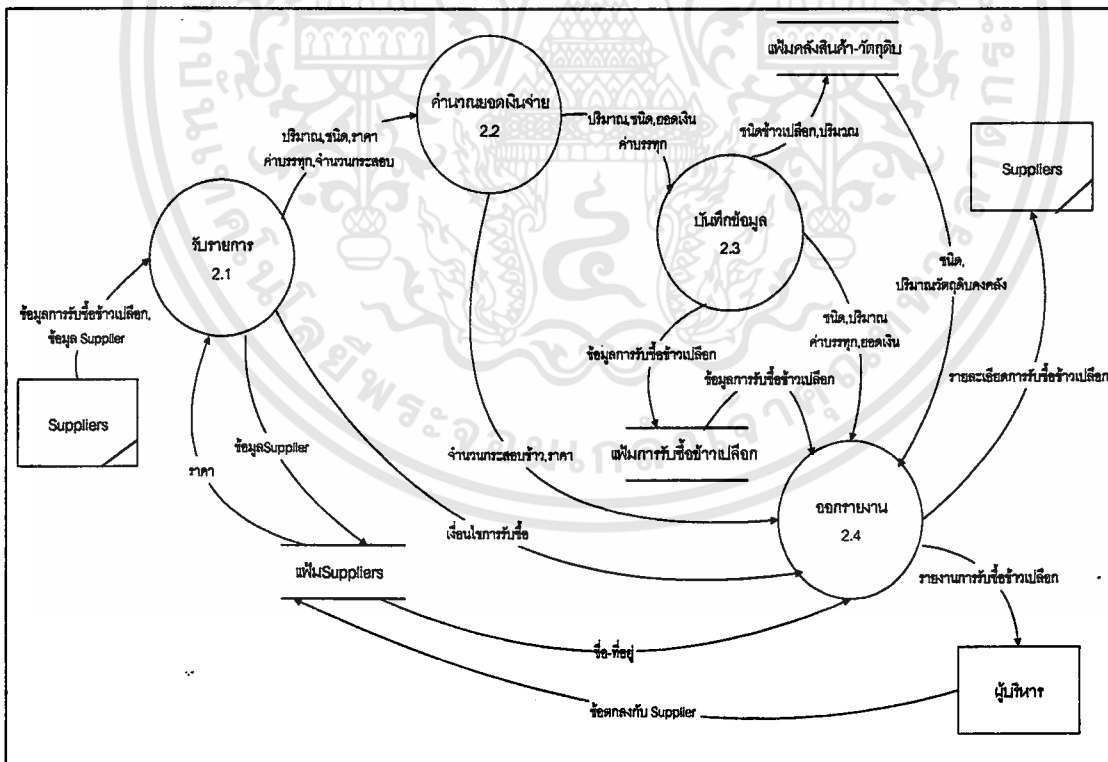 แฟ้มคลังสินค้า-วัตถุดิบ
คำนวณยอดเงินจ่าย
2.2
ปริมาณ,ชนิด,ราคา
ค่าบรรทุก,จำนวนกระสอบ
ปริมาณ,ชนิด,ยอดเงิน
ค่าบรรทุก
ชนิดข้าวเปลือก,ปริมวณ
Suppliers
รับรายการ
2.1
บันทึกข้อมูล
2.3
ชนิด,
ปริมาณวัตถุดิบคงคลัง
ข้อมูลการรับซื้อข้าวเปลือก,
ข้อมูล Supplier
ชนิด,ปริมาณ
ค่าบรรทุก,ยอดเงิน
ข้อมูลการรับซื้อข้าวเปลือก
ข้อมูลการรับซื้อข้าวเปลือก
รายละเอียดการรับซื้อข้าวเปลือก
Suppliers
ราคา
ข้อมูลSupplier
จำนวนกระสอบข้าว,ราคา
แฟ้มการรับซื้อข้าวเปลือก
ออกรายงาน
2.4
เงื่อนไขการรับซื้อ
แฟ้มSuppliers
รายงานการรับซื้อข้าวเปลือก
ชื่อ-ที่อยู่
ผู้บริหาร
ข้อตกลงกับ Supplier